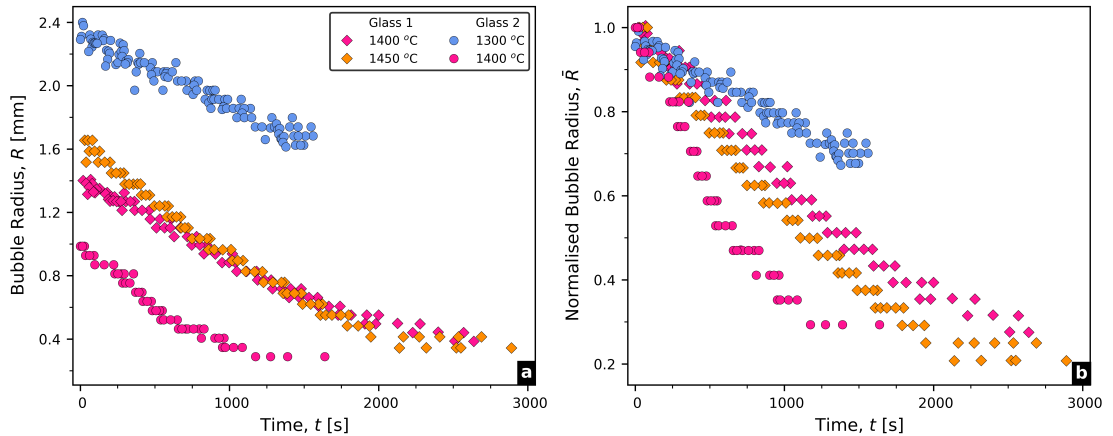 Glass 1 Glass 2
1400 °C 1300 °C
1450 °C 1400 °C
2.4
2.0
1.6
1.2
0.8
0.4
Bubble Radius, R [mm]
0 1000 2000 3000
Time, t [s]
a
1.0
0.8
0.6
0.4
0.2
Normalised Bubble Radius, R̄
0 1000 2000 3000
Time, t [s]
b